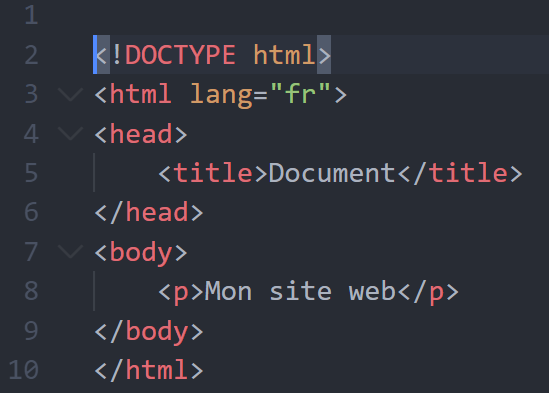 1
2 <!DOCTYPE html>
3 <html lang="fr">
4 <head>
5 <title>Document</title>
6 </head>
7 <body>
8 <p>Mon site web</p>
9 </body>
10 </html>